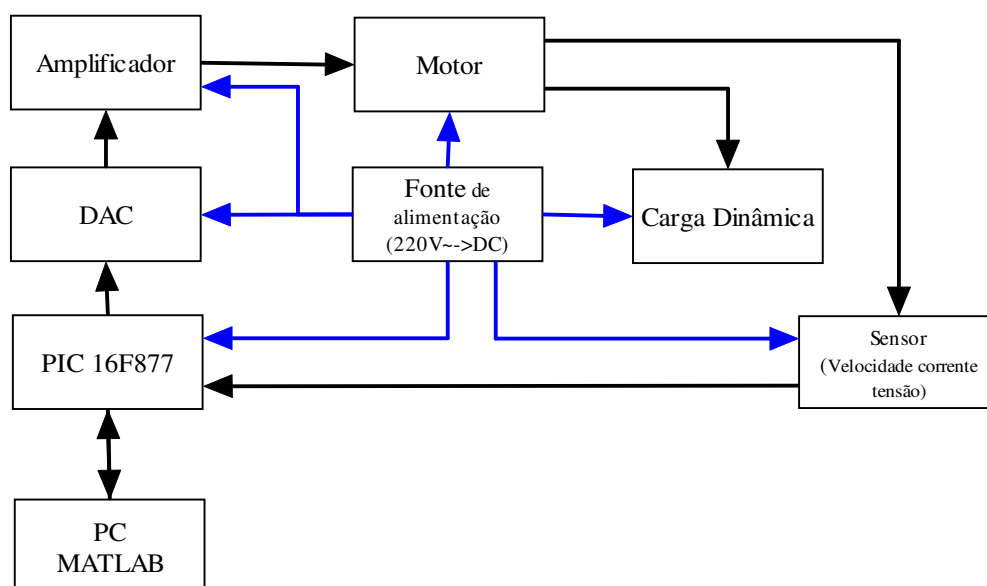 Amplificador
Motor
DAC
Fonte de
alimentação
(220V~->DC)
Carga Dinâmica
PIC 16F877
Sensor
(Velocidade corrente
tensão)
PC
MATLAB